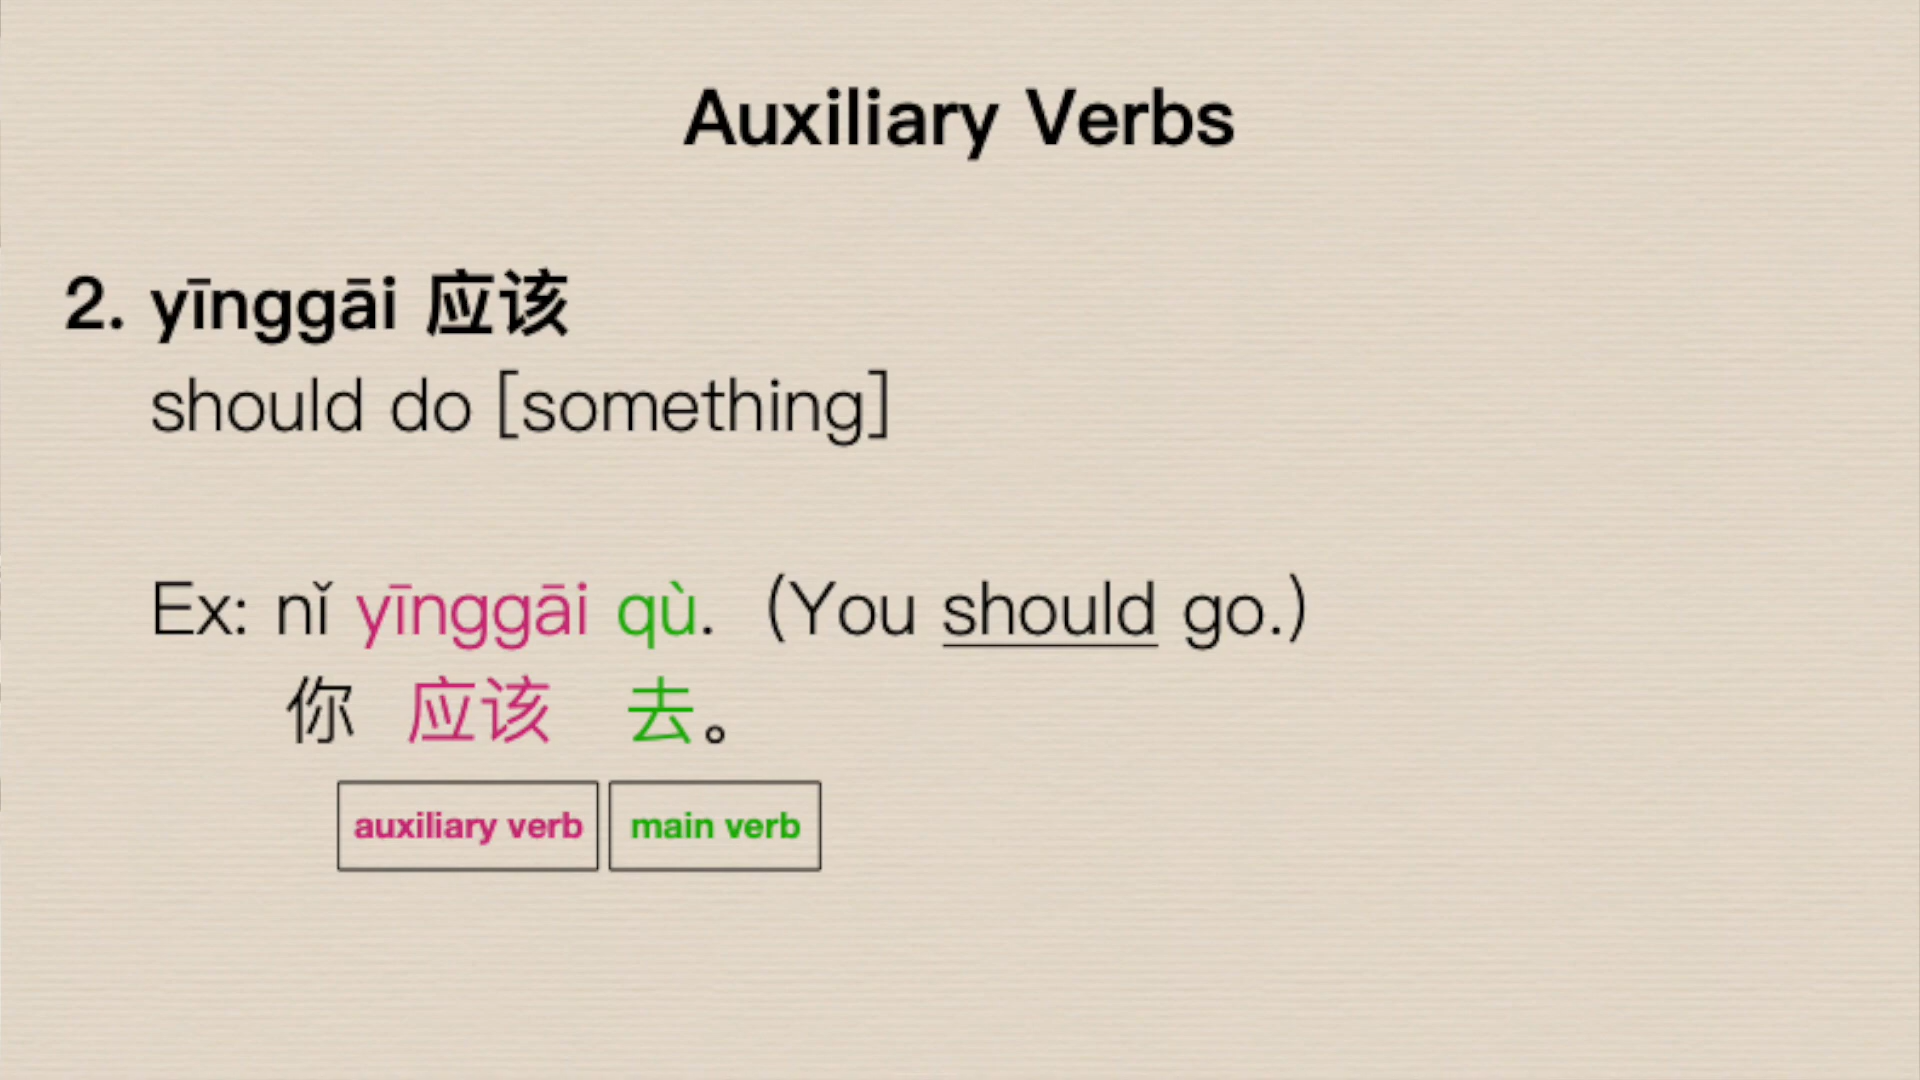 Auxiliary Verbs
2. yīnggāi 应该
should do [something]
Ex: nǐ yīnggāi qù. (You should go.)
你 应该 去。
auxiliary verb main verb